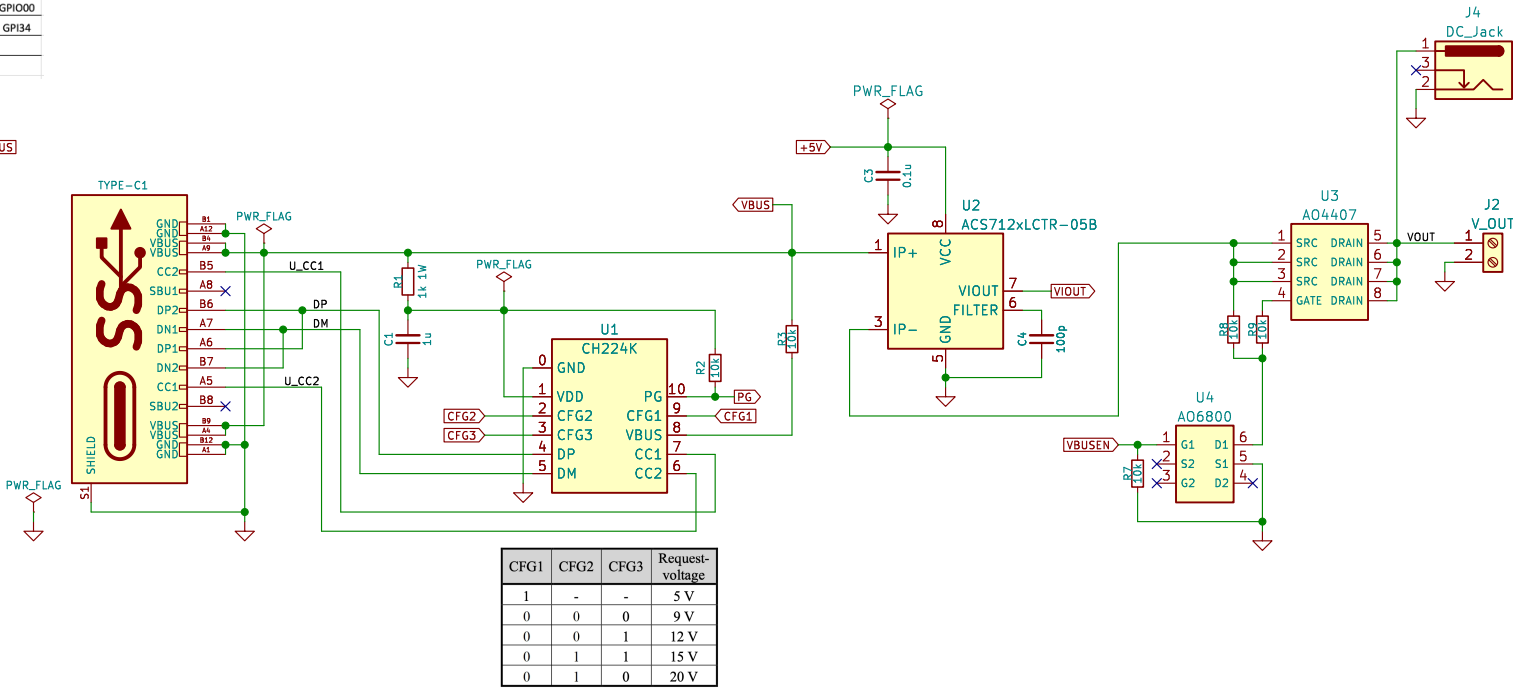 GPIO00
GPI34
US
TYPE-C1
GND
B1
GND
A12
VBUS
B4
VBUS
A9
CC2
B5
SBU1
A8
DP2
B6
DN1
A7
DP1
A6
DN2
B7
CC1
A5
SBU2
B8
VBUS
B9
VBUS
A4
GND
B12
GND
A1
SHIELD
S1
SS
PWR_FLAG
PWR_FLAG
U_CC1
DP
DM
U_CC2
R1
1k 1W
C1
1u
PWR_FLAG
U1
CH224K
0
GND
1
VDD
2
CFG2
3
CFG3
4
DP
5
DM
PG
10
CFG1
9
VBUS
8
CC1
7
CC2
6
CFG2
CFG3
R2
10k
PG
CFG1
R3
10k
VBUS
PWR_FLAG
+5V
C3
0.1u
U2
ACS712xLCTR-05B
8
VCC
1
IP+
3
IP-
VIOUT
7
FILTER
6
GND
5
VIOUT
C4
100p
U3
AO4407
1 SRC DRAIN 5
2 SRC DRAIN 6
3 SRC DRAIN 7
4 GATE DRAIN 8
R8
10k
R9
10k
U4
AO6800
1 G1 D1 6
2 S2 S1 5
3 G2 D2 4
VBUSEN
R7
10k
VOUT
J4
DC_Jack
1
3
2
J2
V_OUT
1
2
CFG1 CFG2 CFG3 Request-
voltage
1 - - 5 V
0 0 0 9 V
0 0 1 12 V
0 1 1 15 V
0 1 0 20 V